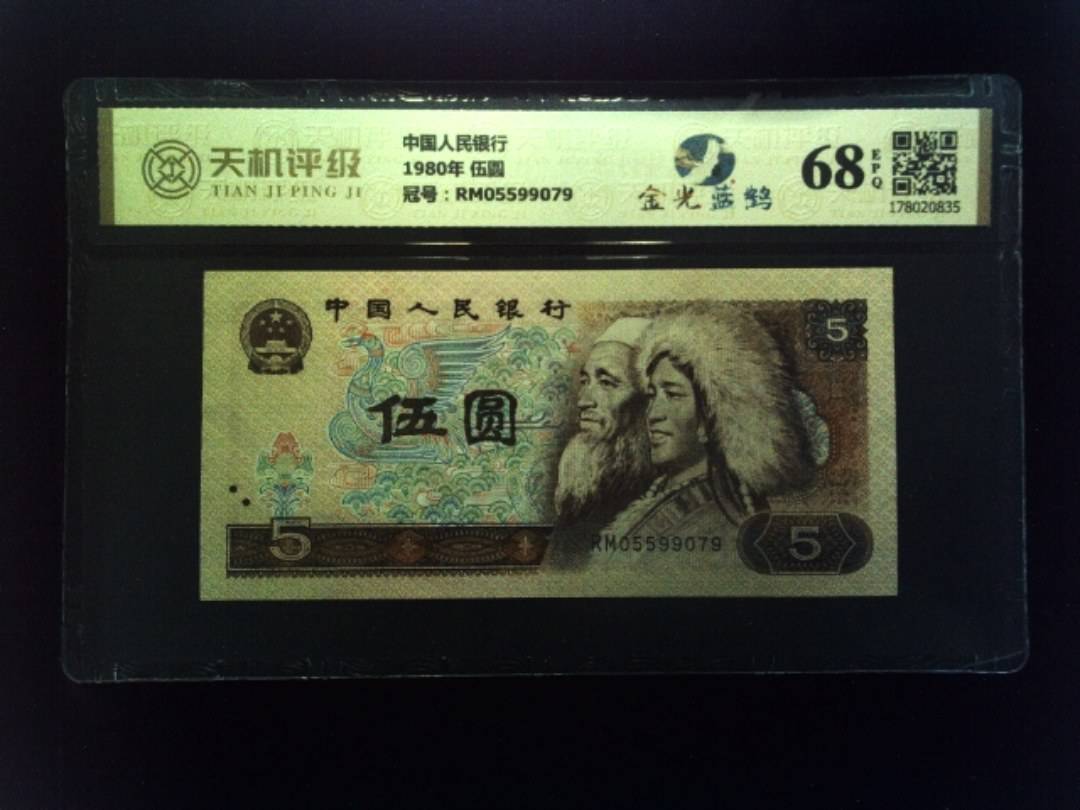 天机评级
TIAN JI PING JI
中国人民银行
1980年 伍圆
冠号：RM05599079
金光蓝鹤
68
EPQ
178020835
中国人民银行
5
伍圆
5
RM05599079
5